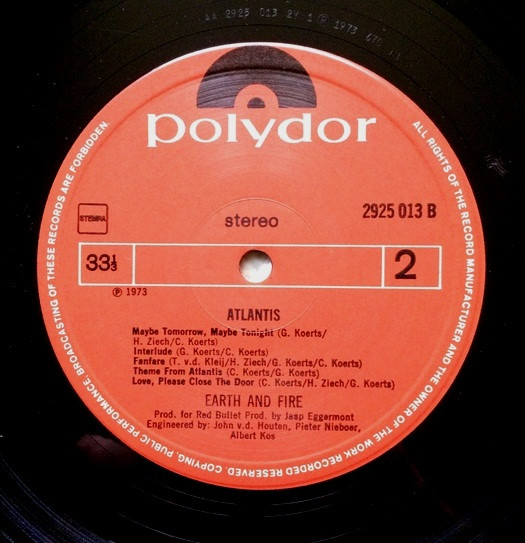 AA 2925 013 2Y 1 ℗ 1973 670
polydor
ALL RIGHTS OF THE RECORD MANUFACTURER AND THE OWNER OF THE WORK RECORDED RESERVED. COPYING, PUBLIC PERFORMANCE, BROADCASTING OF THESE RECORDS ARE FORBIDDEN.
STEMRA
stereo
2925 013 B
33⅓
2
℗ 1973
ATLANTIS
Maybe Tomorrow, Maybe Tonight (G. Koerts/
H. Ziech/C. Koerts)
Interlude (G. Koerts/C. Koerts)
Fanfare (T. v.d. Kleij/H. Ziech/G. Koerts/C. Koerts)
Theme From Atlantis (C. Koerts/G. Koerts)
Love, Please Close The Door (C. Koerts/H. Ziech/G. Koerts)
EARTH AND FIRE
Prod. for Red Bullet Prod. by Jaap Eggermont
Engineered by: John v.d. Houten, Pieter Nieboer,
Albert Kos